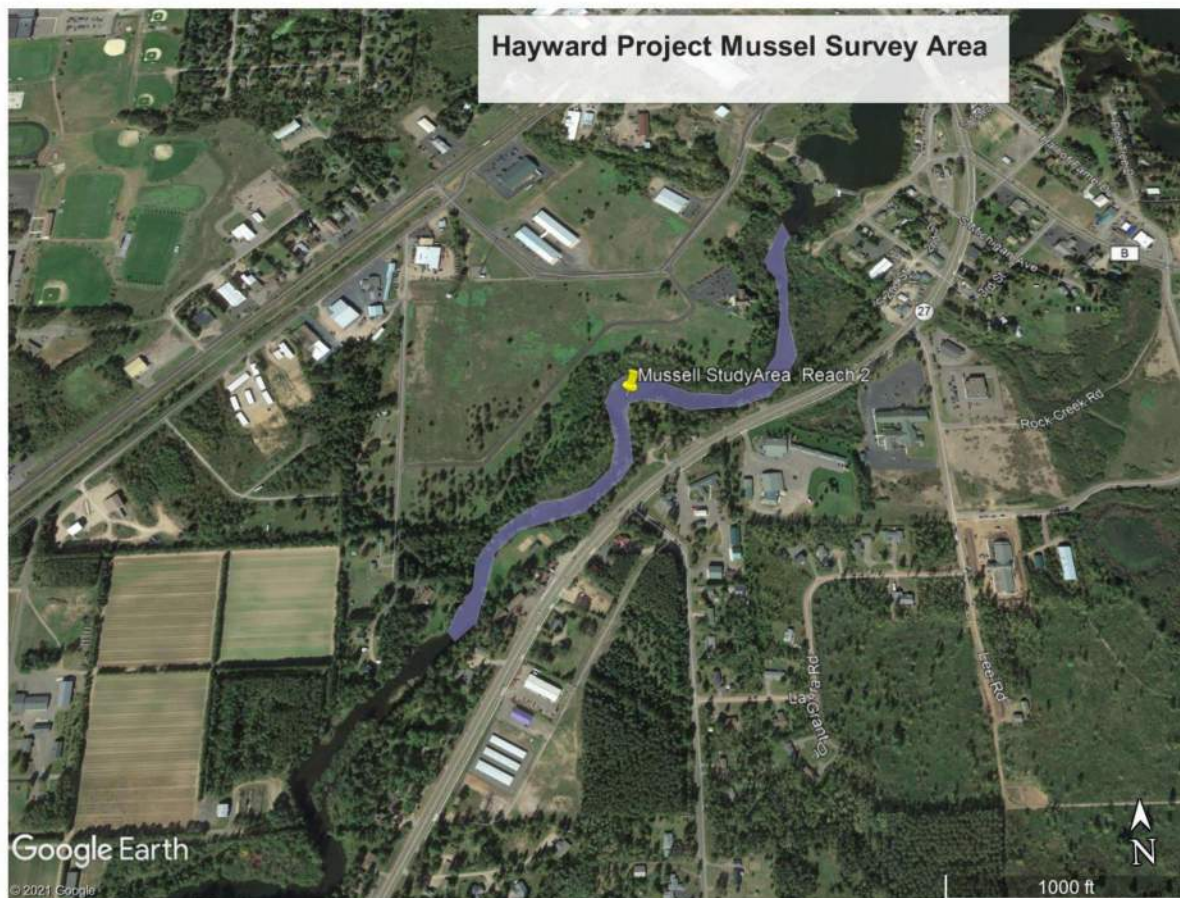 Hayward Project Mussel Survey Area
B
27
Mussell StudyArea Reach 2
Rock Creek Rd
Lee Rd
Google Earth
© 2021 Google
N
1000 ft